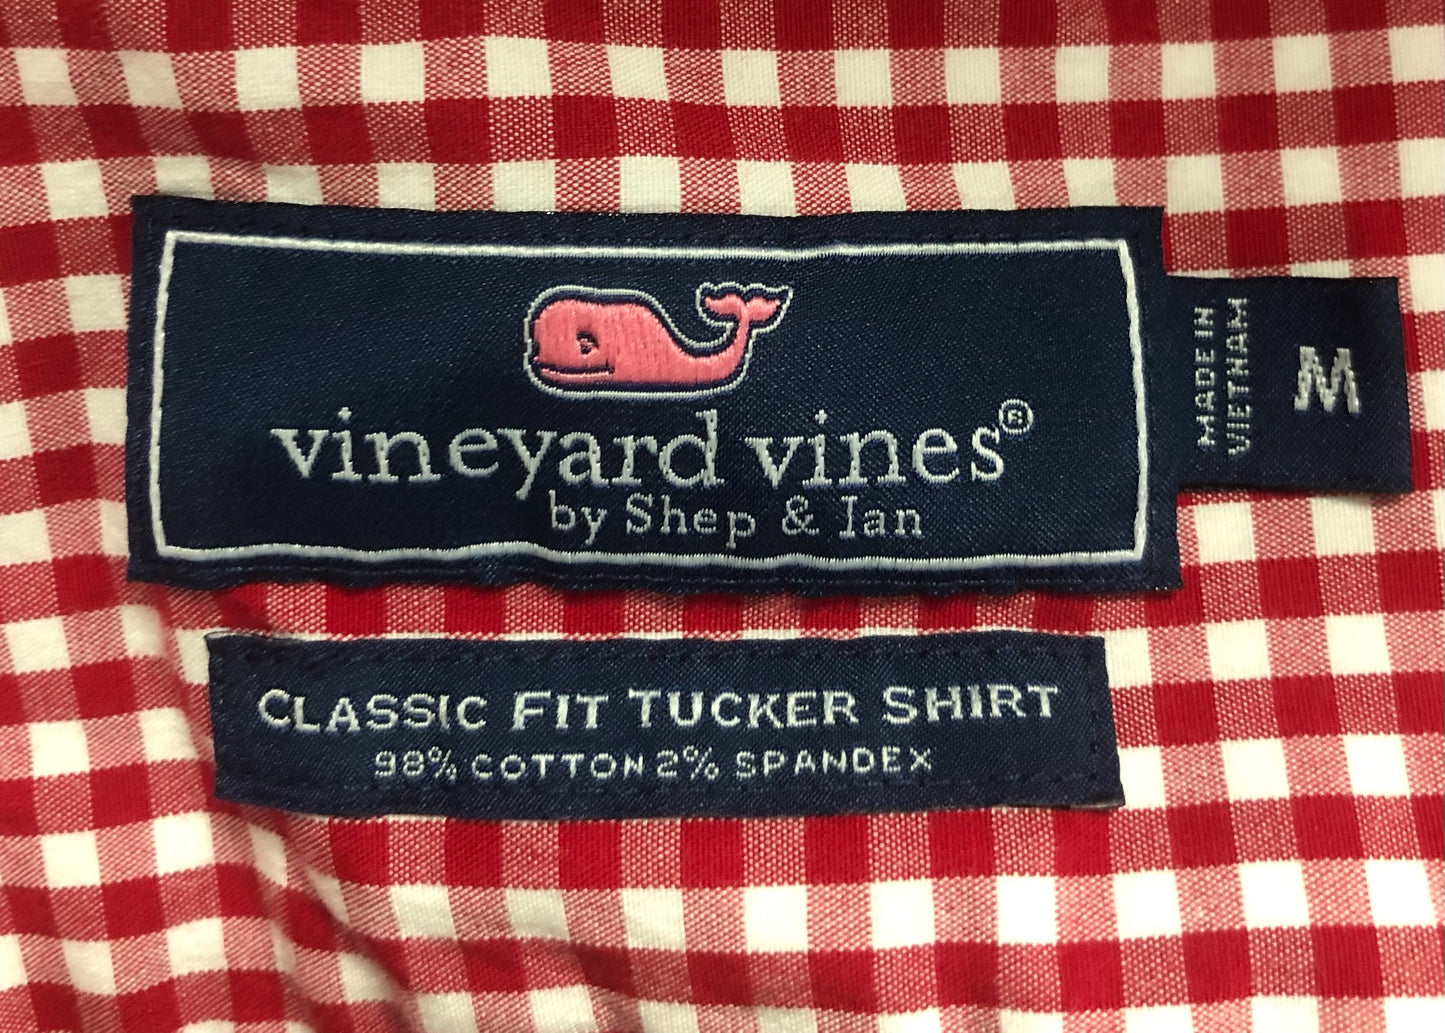 vineyard vines®
by Shep & Ian
MADE IN
VIETNAM
M
CLASSIC FIT TUCKER SHIRT
98% COTTON 2% SPANDEX